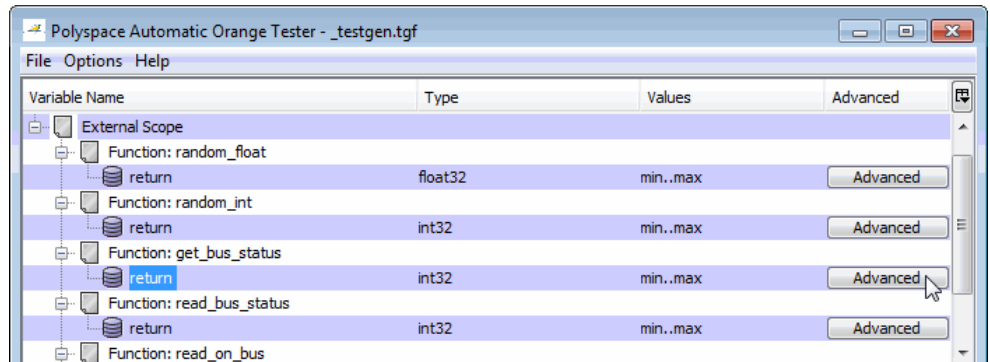 Polyspace Automatic Orange Tester - _testgen.tgf
File Options Help
Variable Name Type Values Advanced
External Scope
Function: random_float
return float32 min..max Advanced
Function: random_int
return int32 min..max Advanced
Function: get_bus_status
return int32 min..max Advanced
Function: read_bus_status
return int32 min..max Advanced
Function: read_on_bus